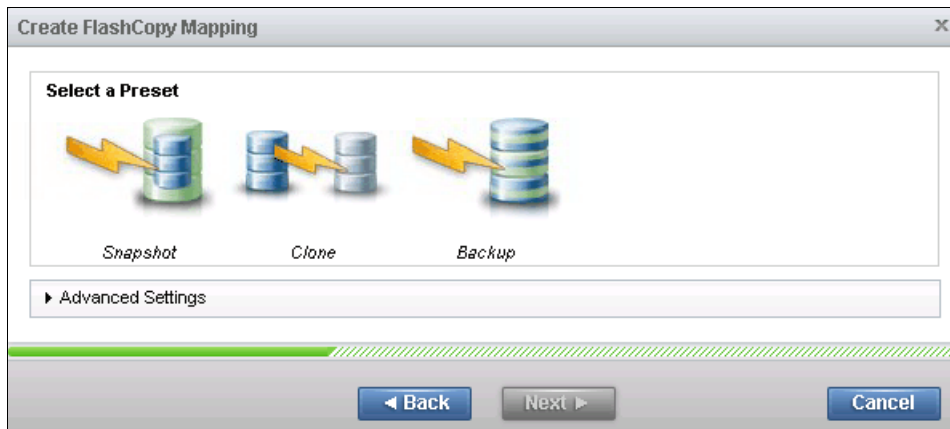 Create FlashCopy Mapping
x
Select a Preset
Snapshot
Clone
Backup
Advanced Settings
Back
Next
Cancel